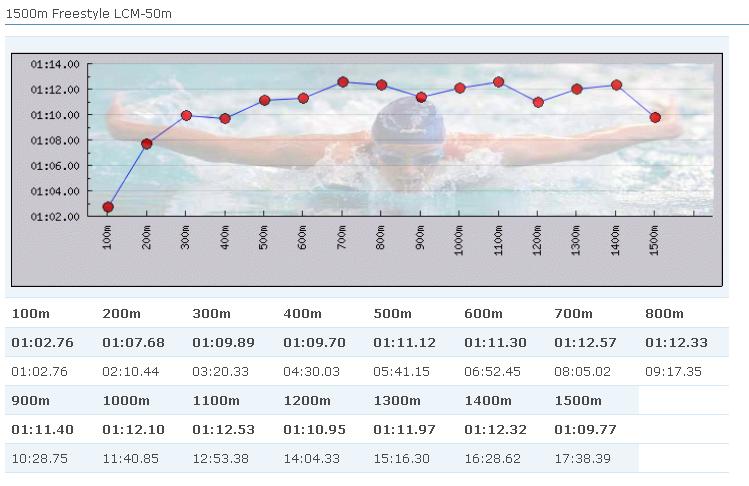 1500m Freestyle LCM-50m
01:14.00
01:12.00
01:10.00
01:08.00
01:06.00
01:04.00
01:02.00
100m 200m 300m 400m 500m 600m 700m 800m 900m 1000m 1100m 1200m 1300m 1400m 1500m
100m 200m 300m 400m 500m 600m 700m 800m
01:02.76 01:07.68 01:09.89 01:09.70 01:11.12 01:11.30 01:12.57 01:12.33
01:02.76 02:10.44 03:20.33 04:30.03 05:41.15 06:52.45 08:05.02 09:17.35
900m 1000m 1100m 1200m 1300m 1400m 1500m
01:11.40 01:12.10 01:12.53 01:10.95 01:11.97 01:12.32 01:09.77
10:28.75 11:40.85 12:53.38 14:04.33 15:16.30 16:28.62 17:38.39